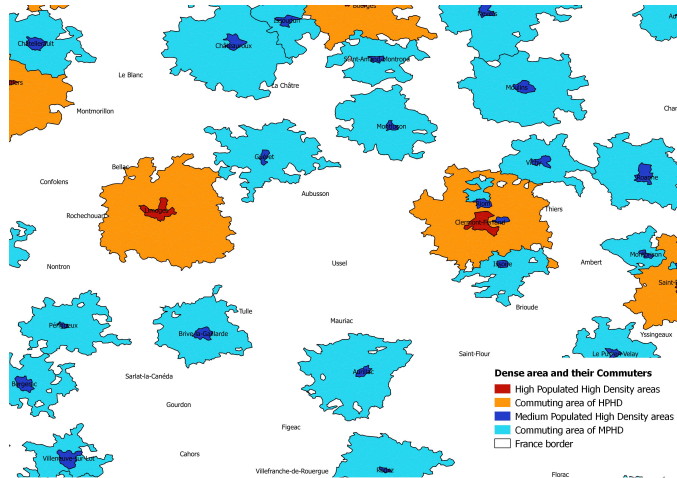 Bourges
Issoudun
Nevers
Châtellerault
Châteauroux
Saint-Amand-Montrond
Le Blanc
La Châtre
Moulins
Montmorillon
Montluçon
Guéret
Vichy
Bellac
Roanne
Confolens
Aubusson
Riom
Limoges
Thiers
Rochechouart
Clermont-Ferrand
Montbrison
Ussel
Issoire
Ambert
Nontron
Saint-
Tulle
Brioude
Mauriac
Périgueux
Brive-la-Gaillarde
Yssingeaux
Saint-Flour
Le Puy-en-Velay
Aurillac
Bergerac
Sarlat-la-Canéda
Dense area and their Commuters
High Populated High Density areas
Commuting area of HPHD
Gourdon
Medium Populated High Density areas
Figeac
Commuting area of MPHD
France border
Cahors
Villeneuve-sur-Lot
Villefranche-de-Rouergue
Rodez
Florac